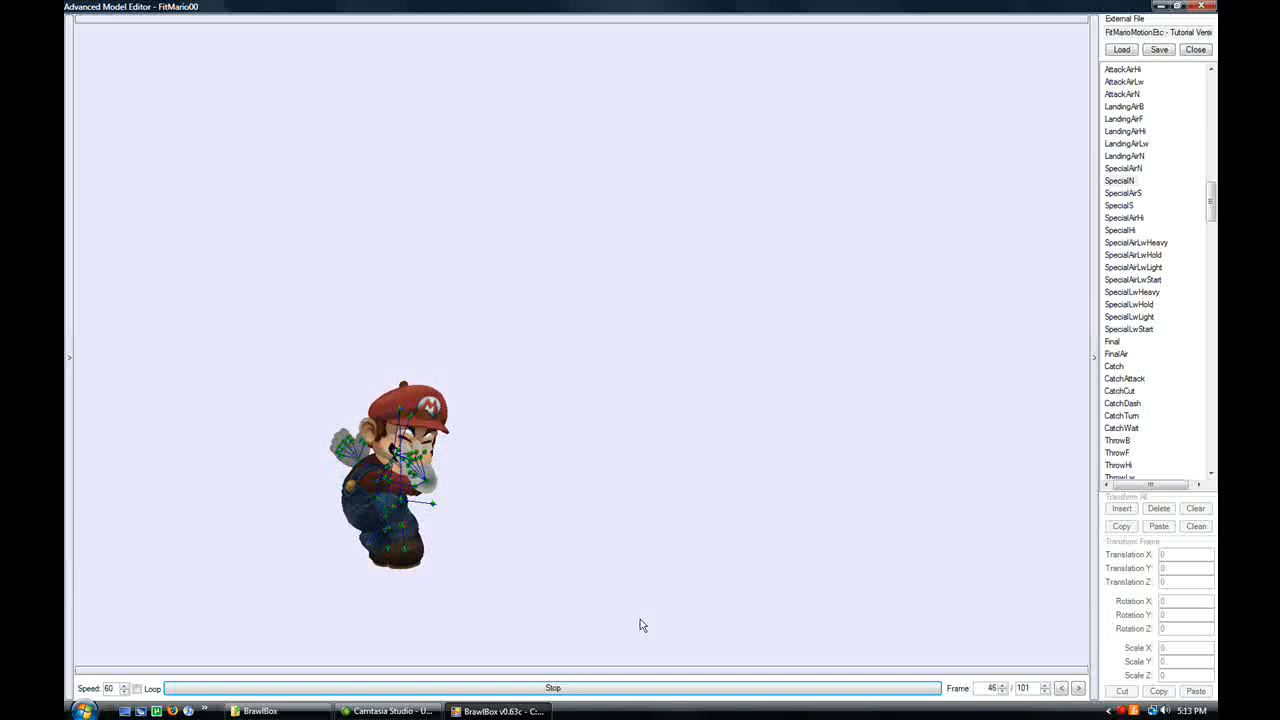 Advanced Model Editor - FitMario00
External File
FitMarioMotionEtc - Tutorial Versi
Load Save Close
AttackAirHi
AttackAirLw
AttackAirN
LandingAirB
LandingAirF
LandingAirHi
LandingAirLw
LandingAirN
SpecialAirN
SpecialN
SpecialAirS
SpecialS
SpecialAirHi
SpecialHi
SpecialAirLwHeavy
SpecialAirLwHold
SpecialAirLwLight
SpecialAirLwStart
SpecialLwHeavy
SpecialLwHold
SpecialLwLight
SpecialLwStart
Final
FinalAir
Catch
CatchAttack
CatchCut
CatchDash
CatchTurn
CatchWait
ThrowB
ThrowF
ThrowHi
ThrowLw
Transform All
Insert Delete Clear
Copy Paste Clean
Transform Frame
Translation X: 0
Translation Y: 0
Translation Z: 0
Rotation X: 0
Rotation Y: 0
Rotation Z: 0
Scale X: 0
Scale Y: 0
Scale Z: 0
Cut Copy Paste
Speed: 60 Loop Stop Frame: 46 / 101 < >
BrawlBox Camtasia Studio - U... BrawlBox v0.63c - C:... 5:13 PM